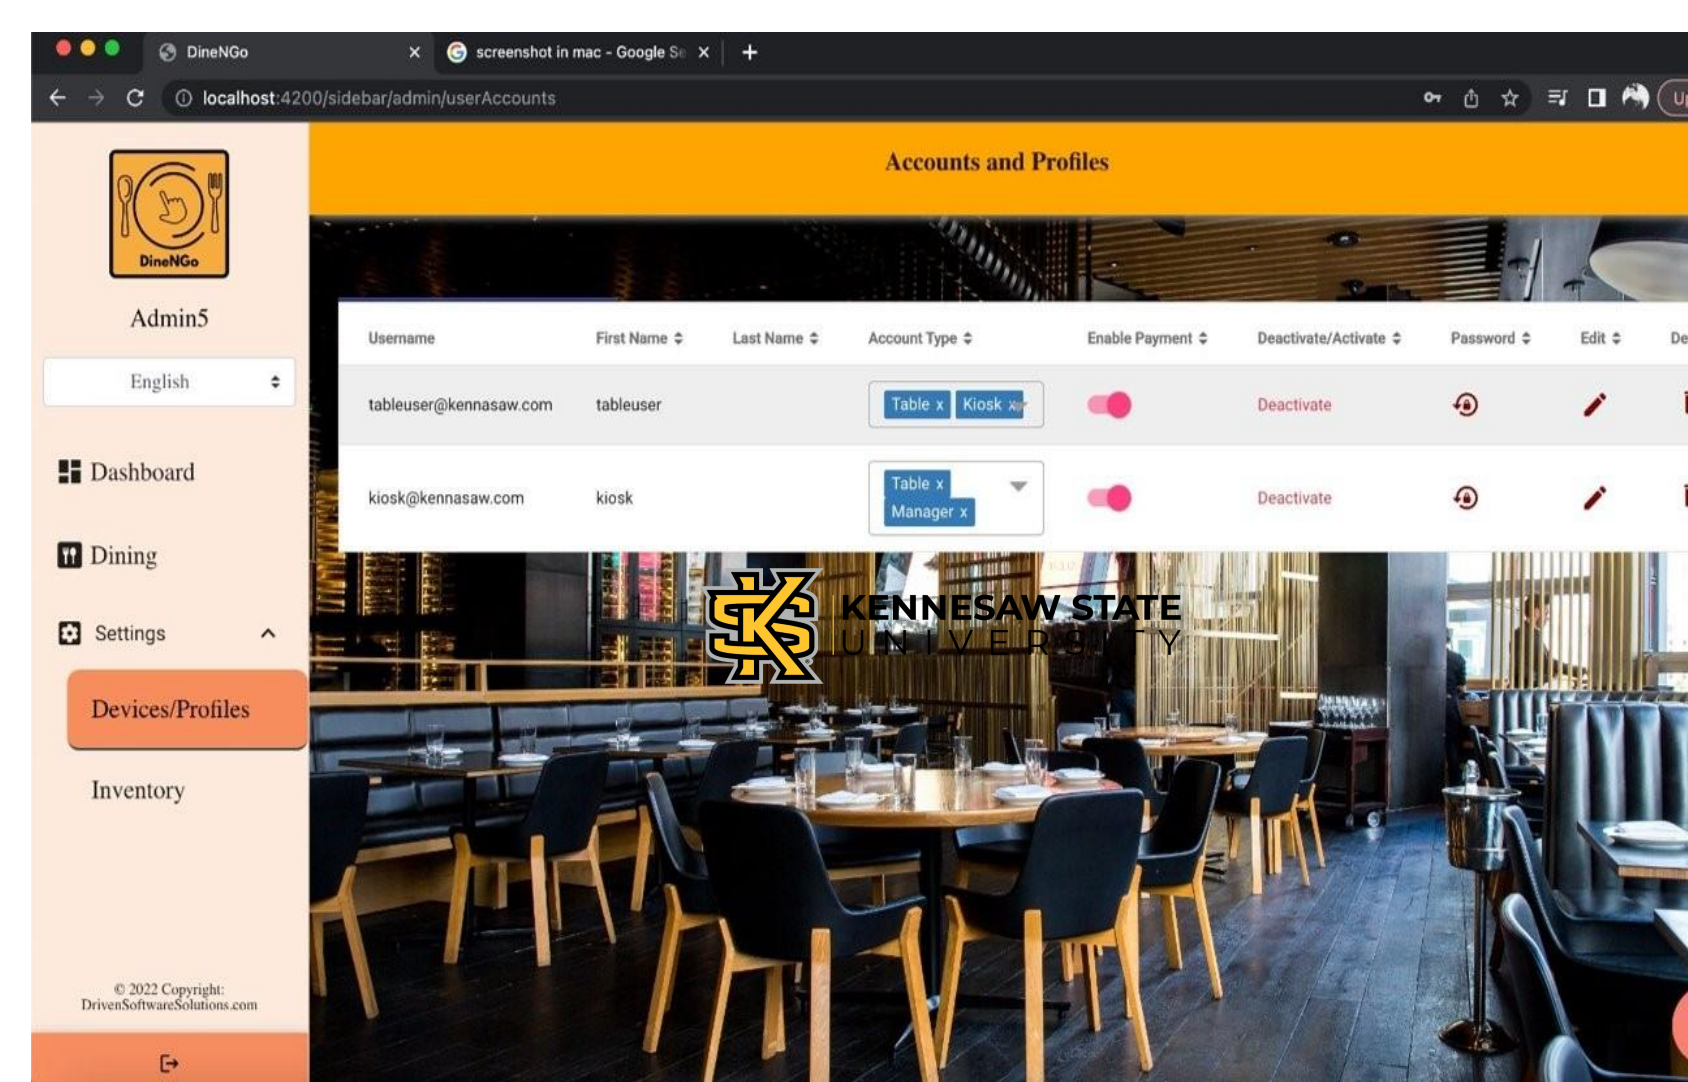 DineNGo
screenshot in mac - Google Se
localhost:4200/sidebar/admin/userAccounts
DineNGo
Admin5
English
Dashboard
Dining
Settings
Devices/Profiles
Inventory
© 2022 Copyright:
DrivenSoftwareSolutions.com
Accounts and Profiles
Username First Name Last Name Account Type Enable Payment Deactivate/Activate Password Edit
tableuser@kennasaw.com tableuser Table x Kiosk x Deactivate
kiosk@kennasaw.com kiosk Table x Manager x Deactivate
KS
KENNESAW STATE
UNIVERSITY